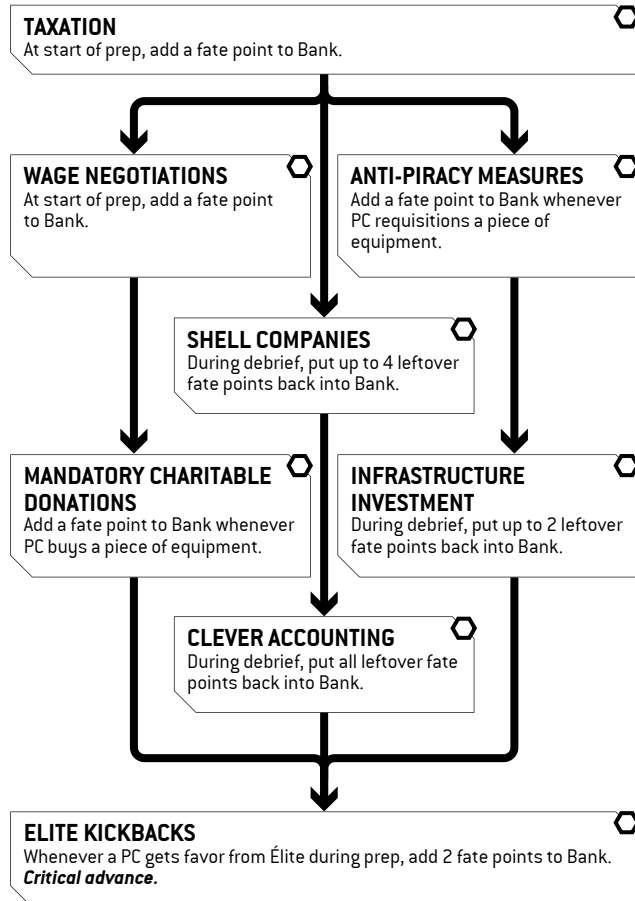 TAXATION
At start of prep, add a fate point to Bank.
WAGE NEGOTIATIONS
At start of prep, add a fate point
to Bank.
ANTI-PIRACY MEASURES
Add a fate point to Bank whenever
PC requisitions a piece of
equipment.
SHELL COMPANIES
During debrief, put up to 4 leftover
fate points back into Bank.
MANDATORY CHARITABLE
DONATIONS
Add a fate point to Bank whenever
PC buys a piece of equipment.
INFRASTRUCTURE
INVESTMENT
During debrief, put up to 2 leftover
fate points back into Bank.
CLEVER ACCOUNTING
During debrief, put all leftover fate
points back into Bank.
ELITE KICKBACKS
Whenever a PC gets favor from Élite during prep, add 2 fate points to Bank.
Critical advance.